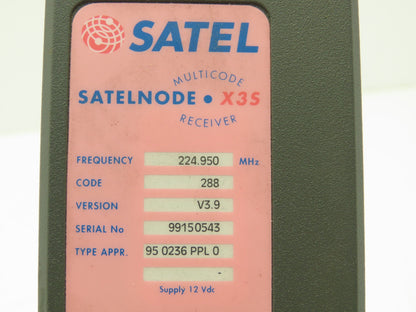 SATEL
MULTICODE
SATELNODE • X3S
RECEIVER
FREQUENCY 224.950 MHz
CODE 288
VERSION V3.9
SERIAL No 99150543
TYPE APPR. 95 0236 PPL 0
-
Supply 12 Vdc